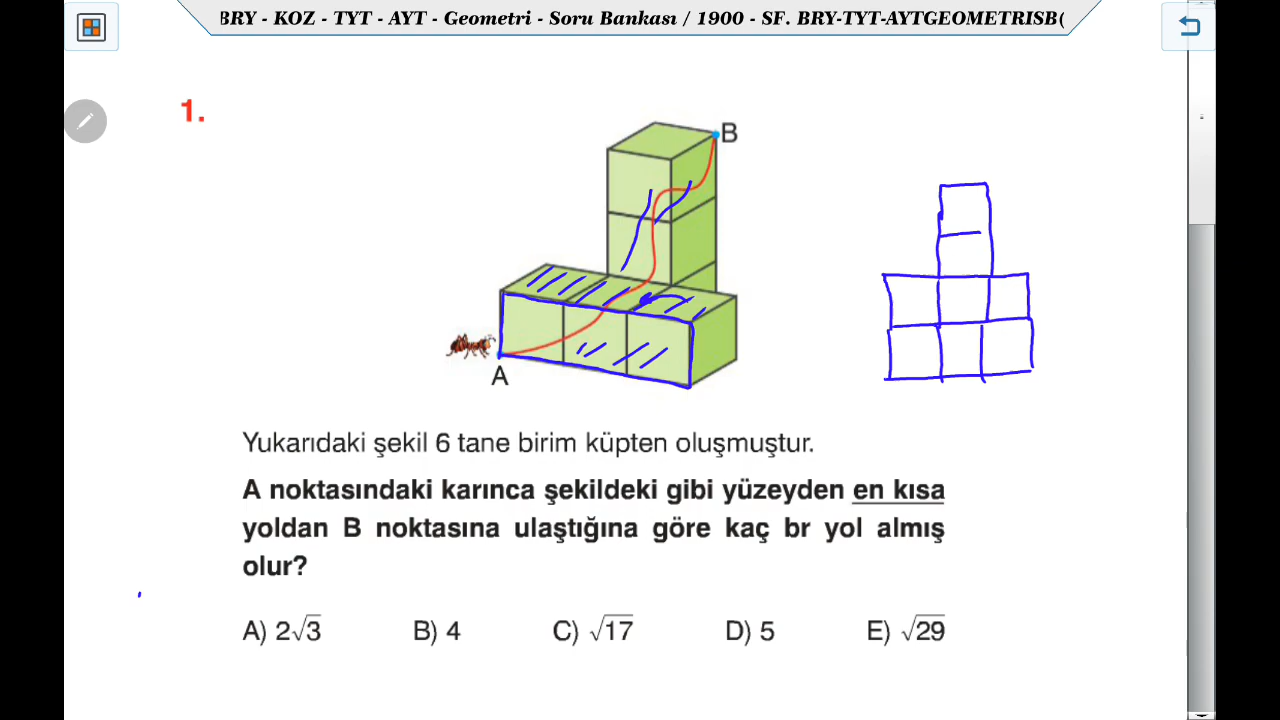 BRY - KOZ - TYT - AYT - Geometri - Soru Bankası / 1900 - SF. BRY-TYT-AYTGEOMETRISB(
1.
B
A
Yukarıdaki şekil 6 tane birim küpten oluşmuştur.
A noktasındaki karınca şekildeki gibi yüzeyden en kısa
yoldan B noktasına ulaştığına göre kaç br yol almış
olur?
A) 2√3 B) 4 C) √17 D) 5 E) √29